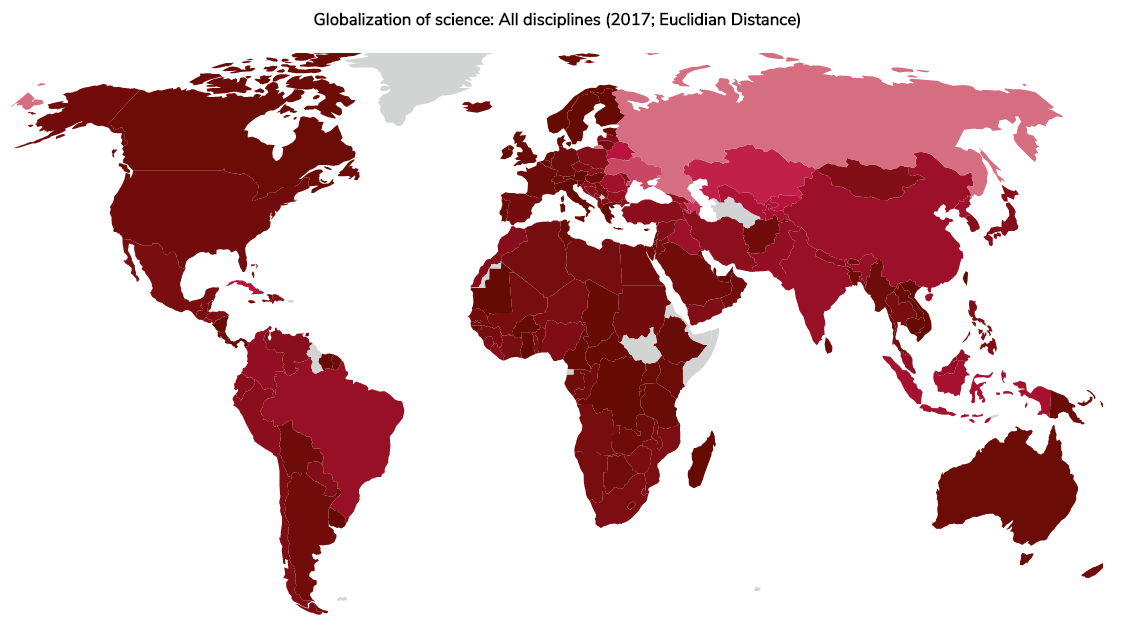 Globalization of science: All disciplines (2017; Euclidian Distance)